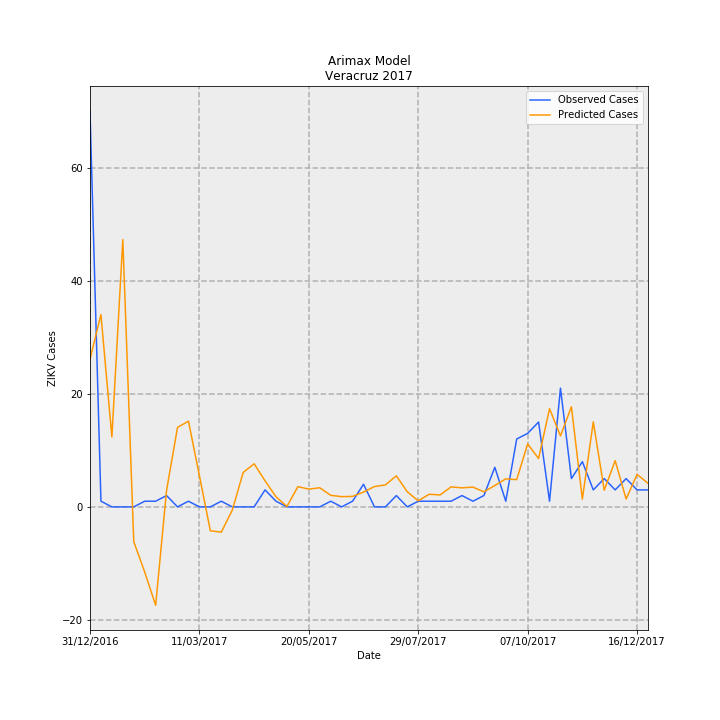 Arimax Model
Veracruz 2017
Observed Cases
Predicted Cases
ZIKV Cases
60
40
20
0
−20
31/12/2016
11/03/2017
20/05/2017
29/07/2017
07/10/2017
16/12/2017
Date